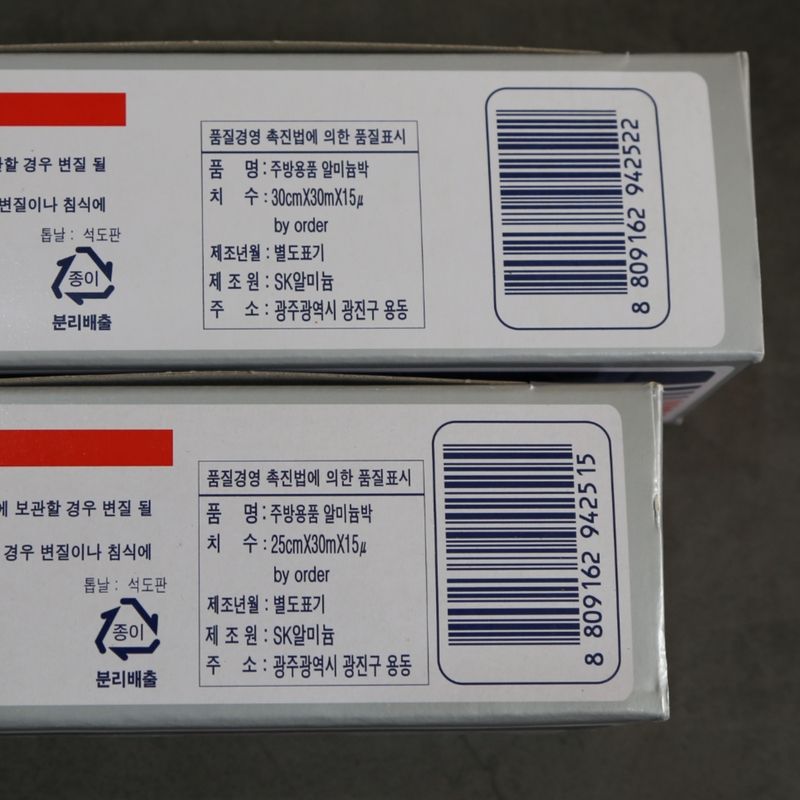 할 경우 변질 될
변질이나 침식에
톱날 : 석도판
종이
분리배출
품질경영 촉진법에 의한 품질표시
품 명 : 주방용품 알미늄박
치 수 : 30cmX30mX15μ
by order
제조년월 : 별도표기
제 조 원 : SK알미늄
주 소 : 광주광역시 광진구 용동
8 809162 942522
에 보관할 경우 변질 될
경우 변질이나 침식에
톱날 : 석도판
종이
분리배출
품질경영 촉진법에 의한 품질표시
품 명 : 주방용품 알미늄박
치 수 : 25cmX30mX15μ
by order
제조년월 : 별도표기
제 조 원 : SK알미늄
주 소 : 광주광역시 광진구 용동
8 809162 942515